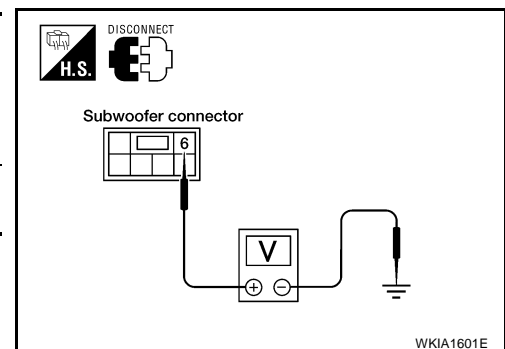 DISCONNECT
H.S.
Subwoofer connector
6
V
+ −
WKIA1601E